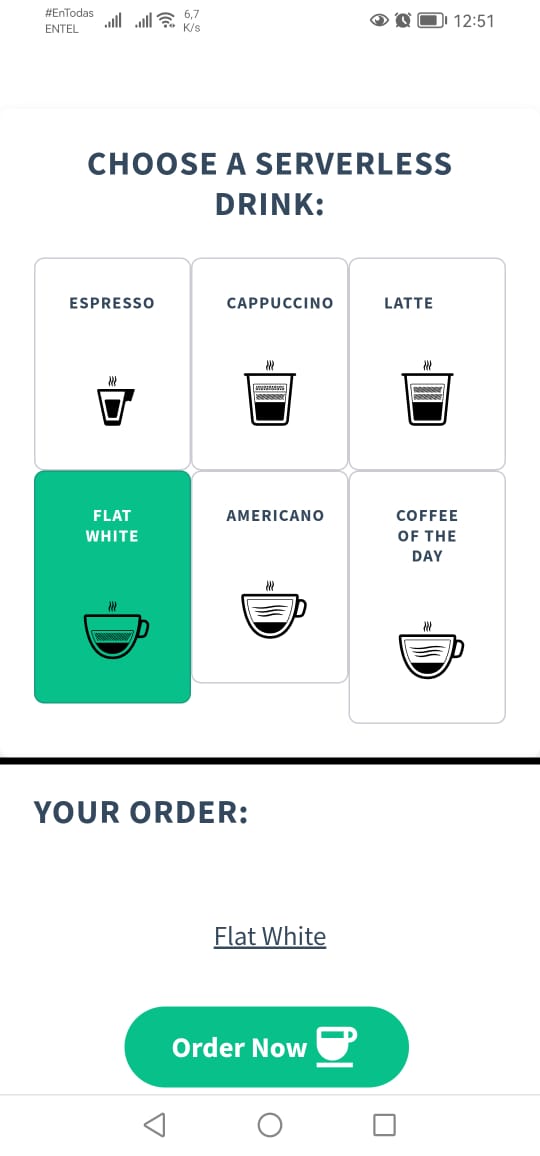 #EnTodas
ENTEL
6,7
K/s
12:51
CHOOSE A SERVERLESS
DRINK:
ESPRESSO
CAPPUCCINO
LATTE
FLAT
WHITE
AMERICANO
COFFEE
OF THE
DAY
YOUR ORDER:
Flat White
Order Now